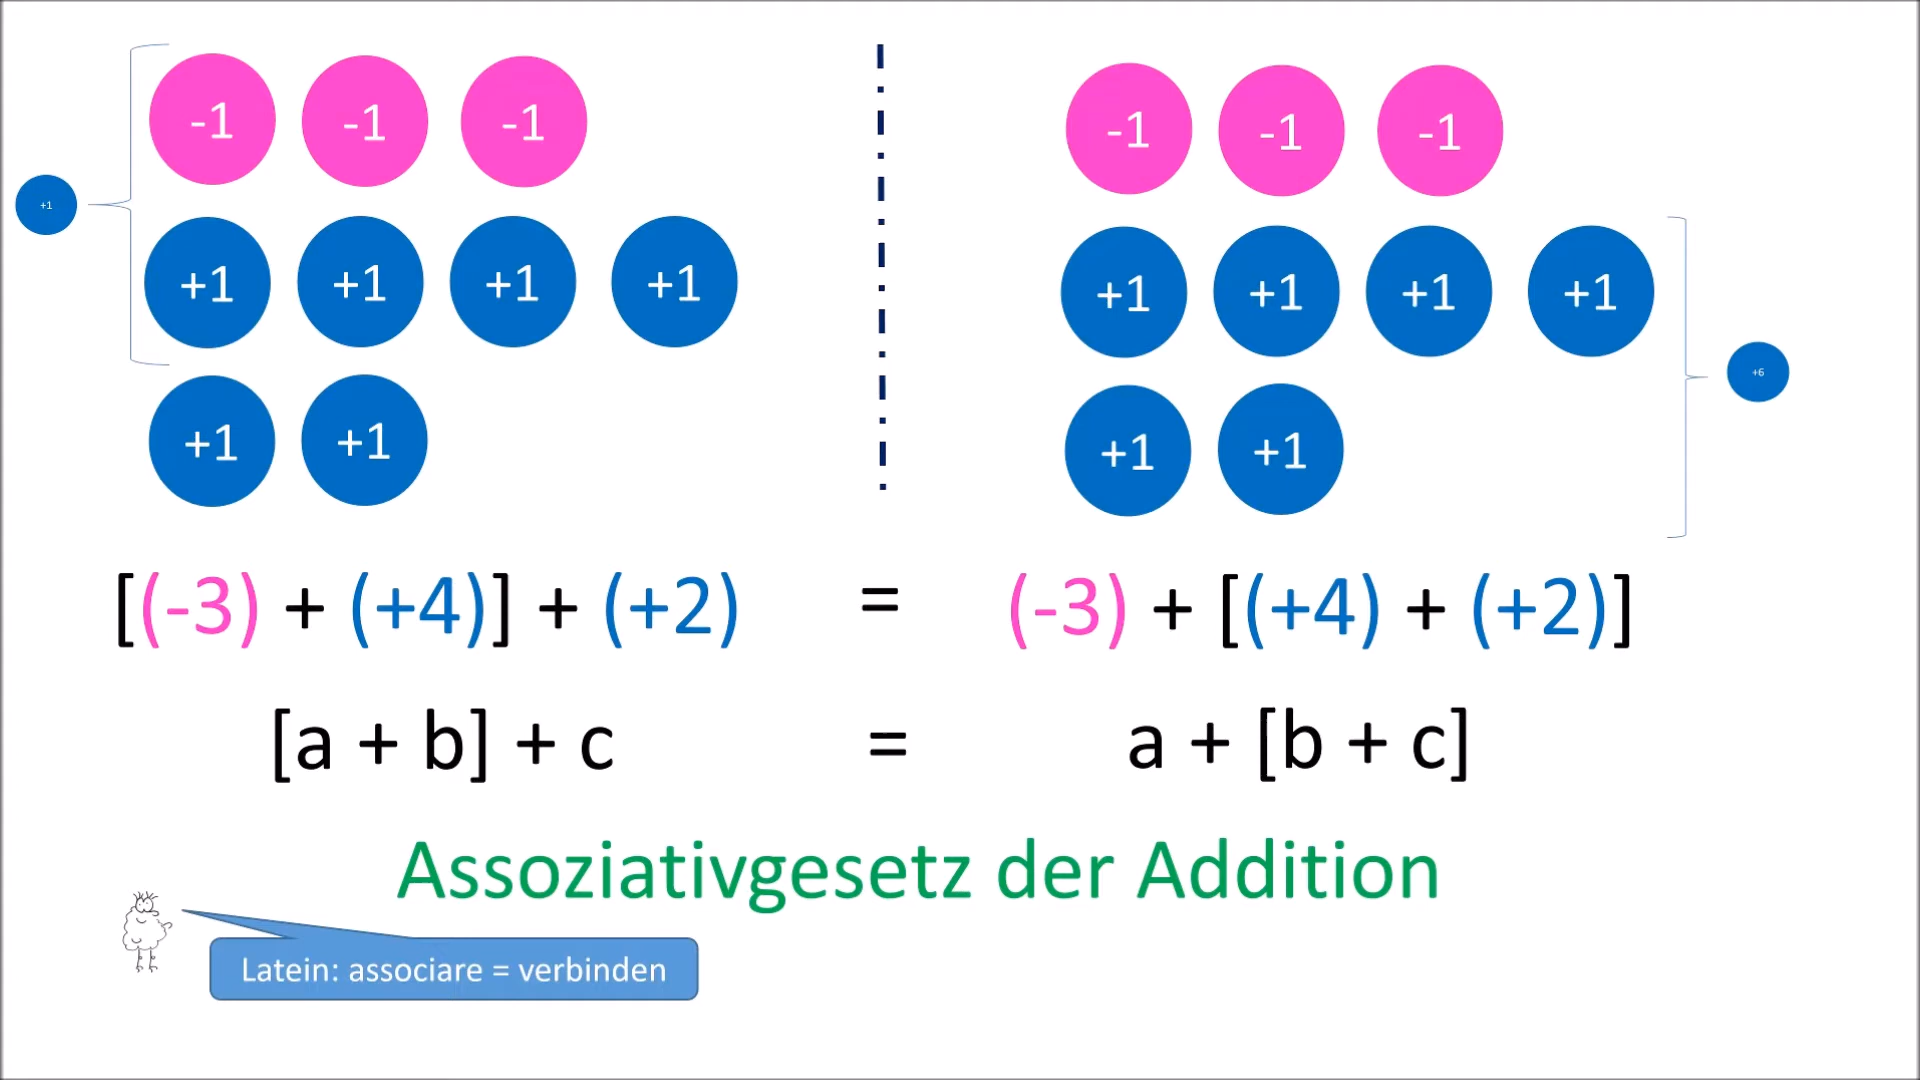 -1 -1 -1
+1
+1 +1 +1 +1
+1 +1
-1 -1 -1
+1 +1 +1 +1
+6
+1 +1
[(-3) + (+4)] + (+2) = (-3) + [(+4) + (+2)]
[a + b] + c = a + [b + c]
Assoziativgesetz der Addition
Latein: associare = verbinden